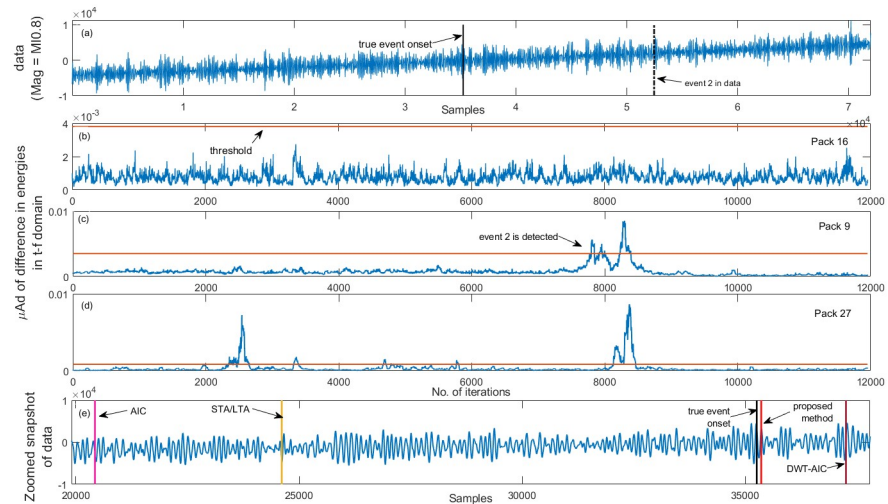 ×10⁴
1
(a)
true event onset
data
(Mag = Ml0.8)
0
event 2 in data
-1
1 2 3 4 5 6 7
Samples
×10⁴
×10⁻³
4
(b)
threshold
Pack 16
2
0
0 2000 4000 6000 8000 10000 12000
μAd of difference in energies
in t-f domain
0.01
(c)
Pack 9
event 2 is detected
0
0 2000 4000 6000 8000 10000 12000
0.01
(d)
Pack 27
0
0 2000 4000 6000 8000 10000 12000
No. of iterations
×10⁴
1
(e)
AIC
STA/LTA
true event
onset
proposed
method
Zoomed snapshot
of data
0
DWT-AIC
-1
20000 25000 30000 35000
Samples